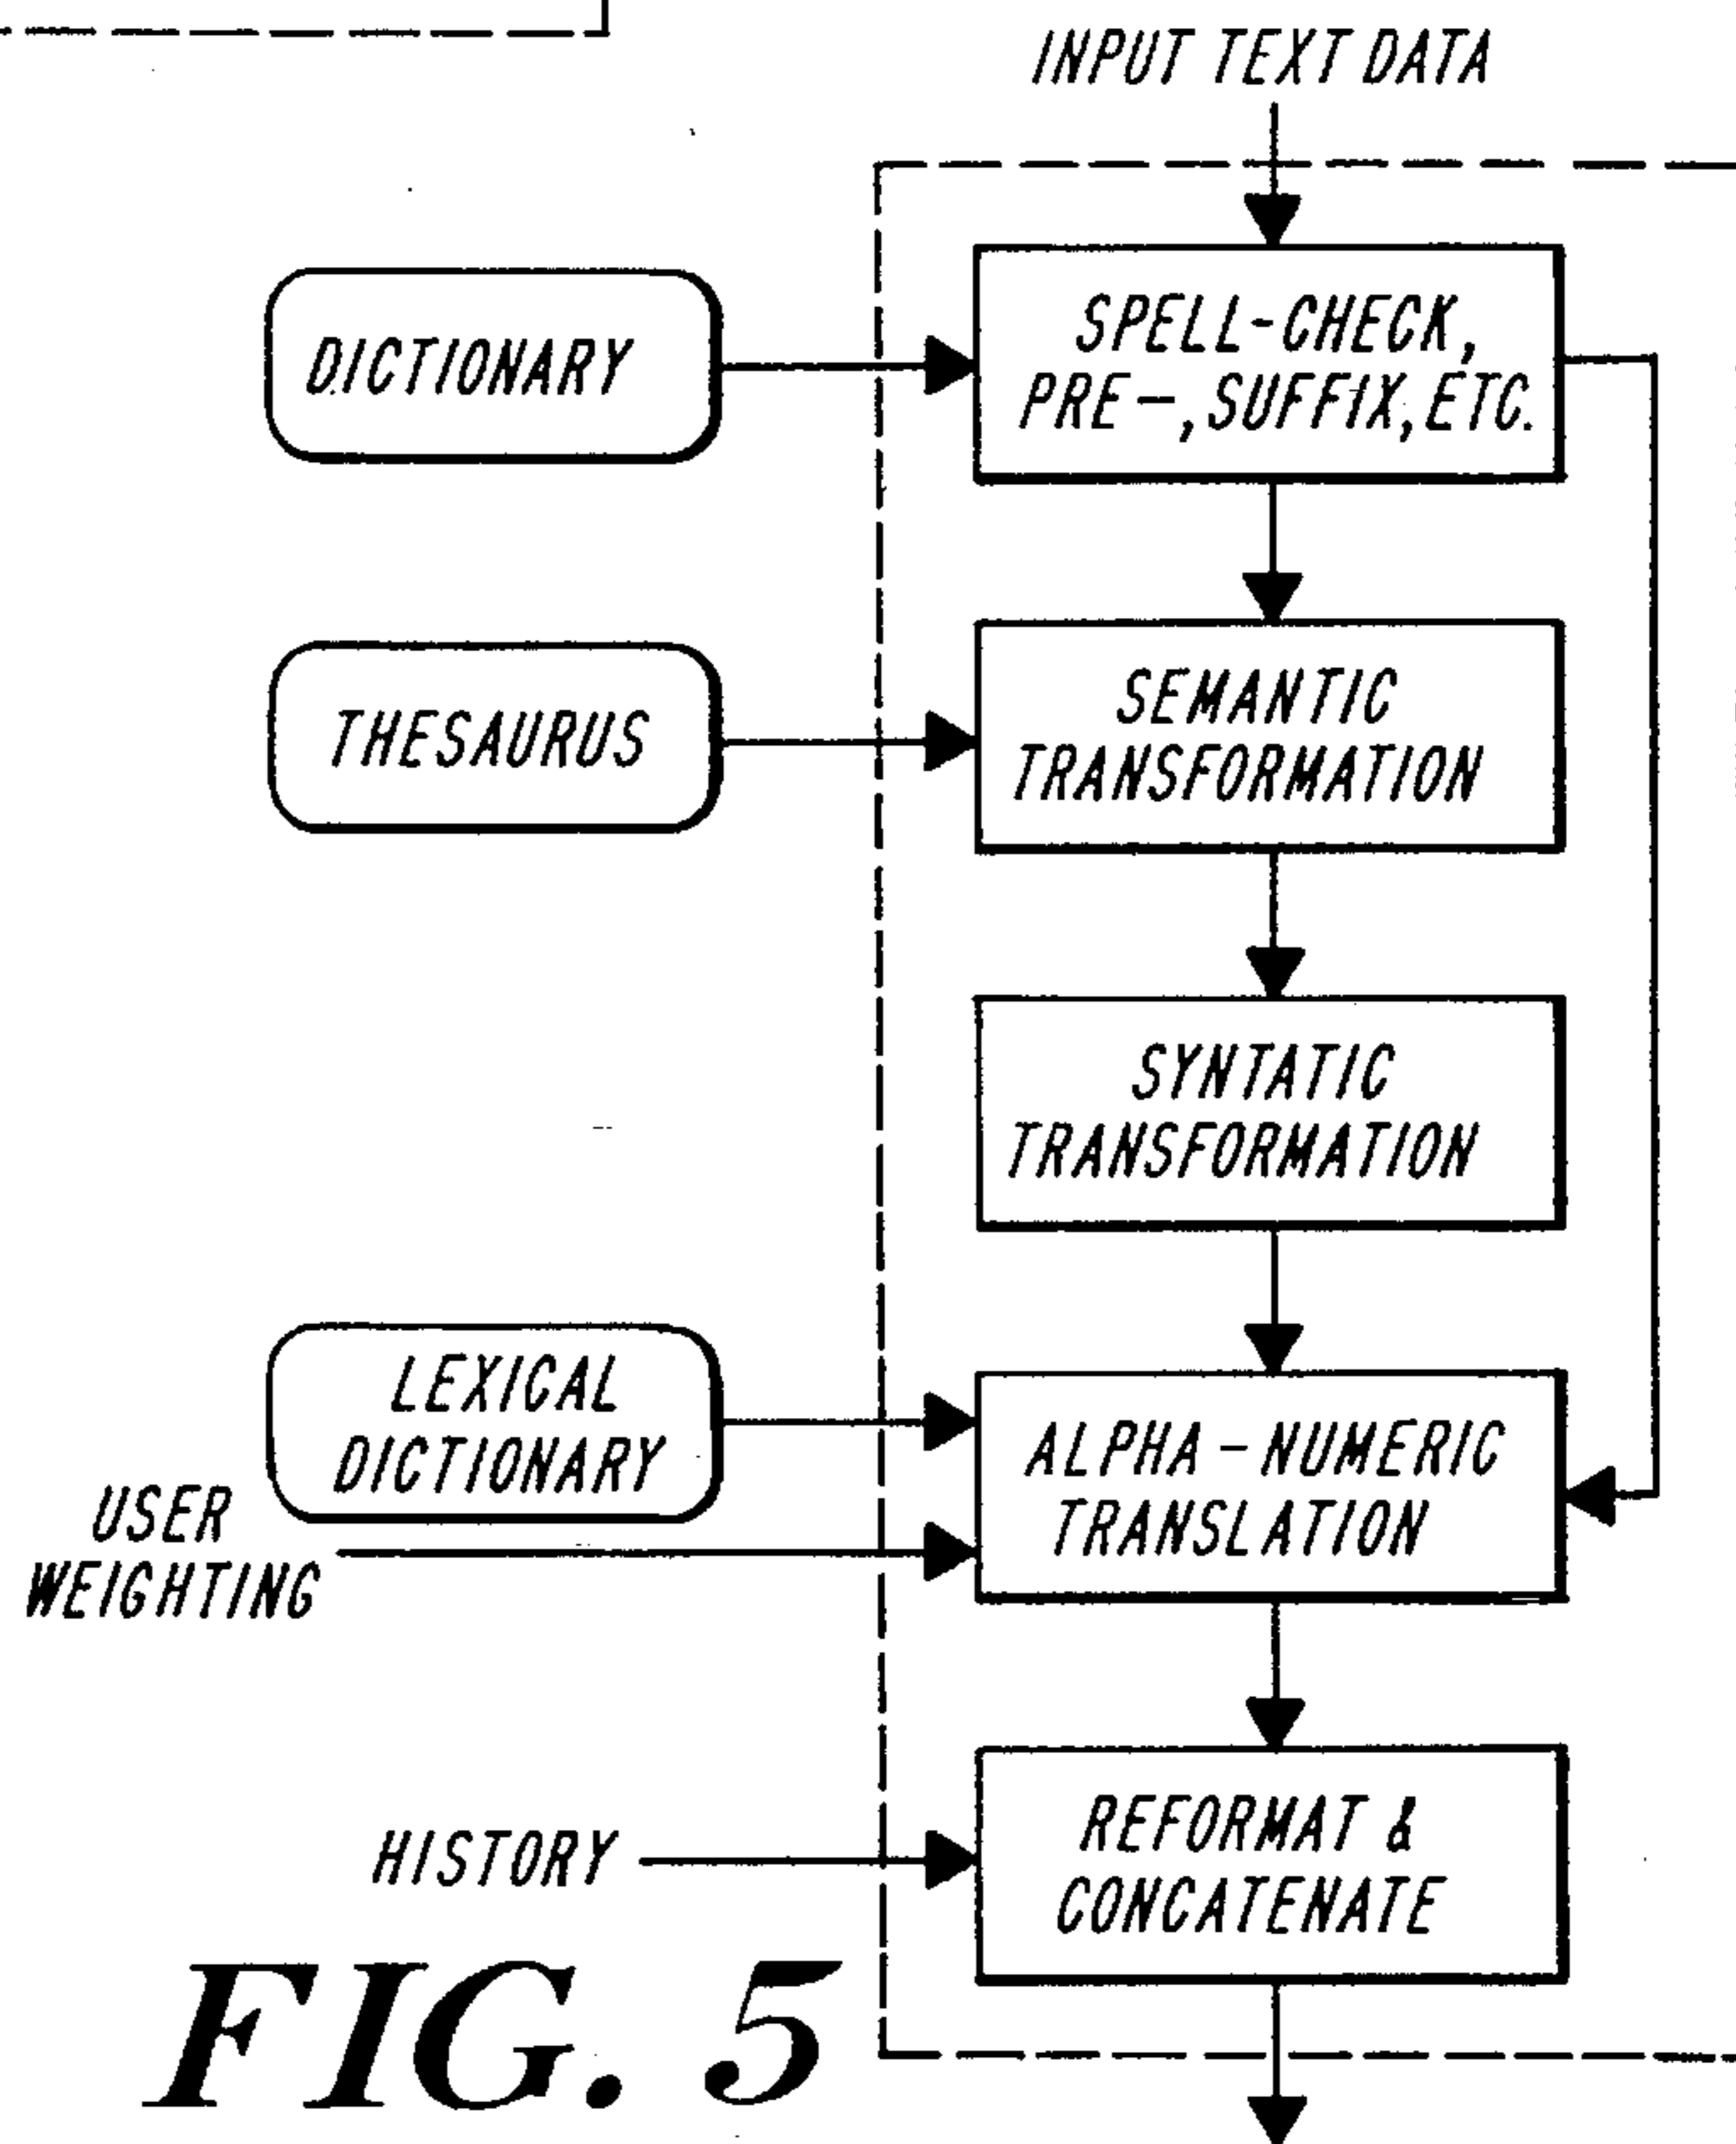 INPUT TEXT DATA
DICTIONARY
SPELL-CHECK,
PRE-,SUFFIX,ETC.
THESAURUS
SEMANTIC
TRANSFORMATION
SYNTATIC
TRANSFORMATION
LEXICAL
DICTIONARY
USER
WEIGHTING
ALPHA-NUMERIC
TRANSLATION
HISTORY
REFORMAT &
CONCATENATE
FIG. 5